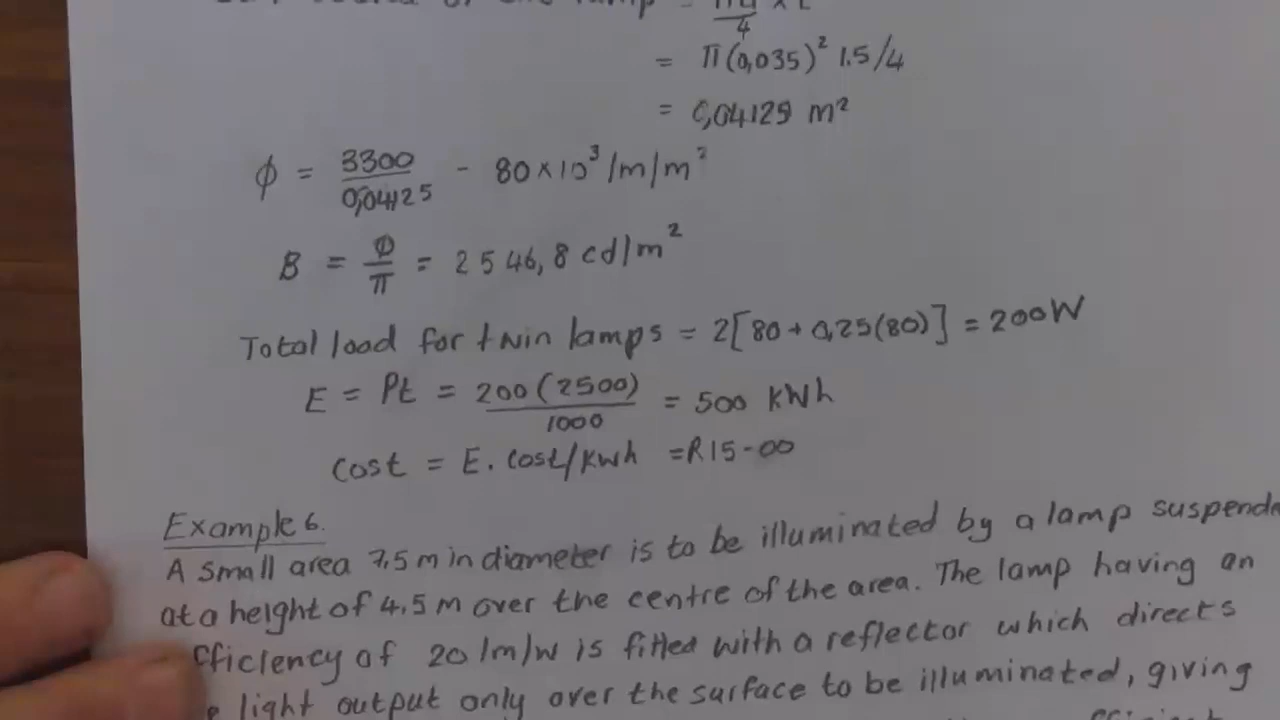 lamp = πd/4 × L
= π(0,035)² 1.5/4
= 0,04129 m²
φ = 3300/0,04125 - 80×10³ lm/m²
B = φ/π = 2546,8 cd/m²
Total load for twin lamps = 2[80 + 0,25(80)] = 200W
E = Pt = 200(2500)/1000 = 500 KWh
Cost = E. cost/kwh = R15-00
Example 6.
A small area 7,5 m in diameter is to be illuminated by a lamp suspende
at a height of 4,5 m over the centre of the area. The lamp having an
fficiency of 20 lm/w is fitted with a reflector which directs
light output only over the surface to be illuminated, giving